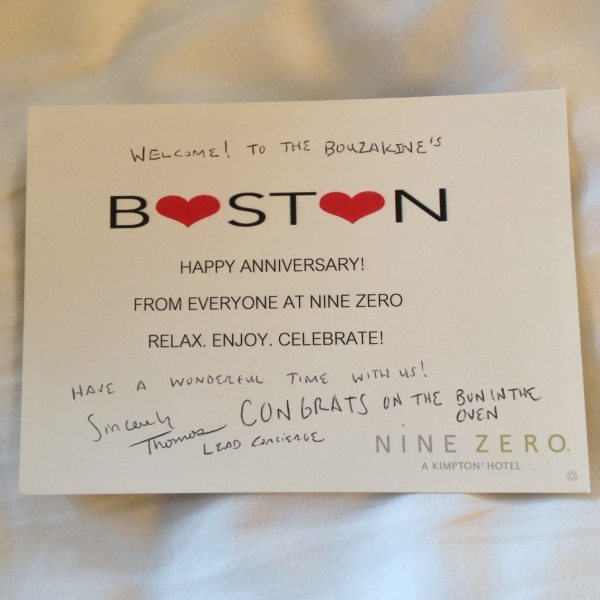 WELCOME! TO THE BOUZAKINE'S
B♥ST♥N
HAPPY ANNIVERSARY!
FROM EVERYONE AT NINE ZERO
RELAX. ENJOY. CELEBRATE!
HAVE A WONDERFUL TIME WITH US!
Sincerely
Thomas
LEAD CONCIERGE
CONGRATS ON THE BUN IN THE
OVEN
NINE ZERO.
A KIMPTON® HOTEL